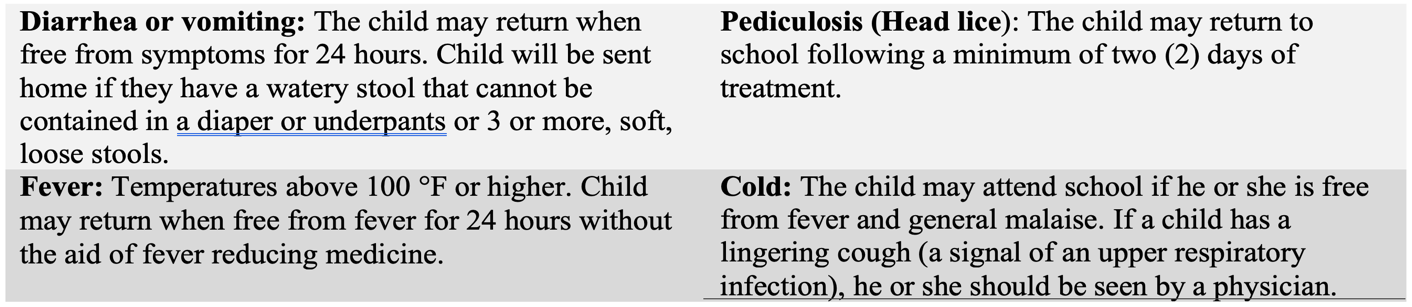 Diarrhea or vomiting: The child may return when
free from symptoms for 24 hours. Child will be sent
home if they have a watery stool that cannot be
contained in a diaper or underpants or 3 or more, soft,
loose stools.
Pediculosis (Head lice): The child may return to
school following a minimum of two (2) days of
treatment.
Fever: Temperatures above 100 °F or higher. Child
may return when free from fever for 24 hours without
the aid of fever reducing medicine.
Cold: The child may attend school if he or she is free
from fever and general malaise. If a child has a
lingering cough (a signal of an upper respiratory
infection), he or she should be seen by a physician.